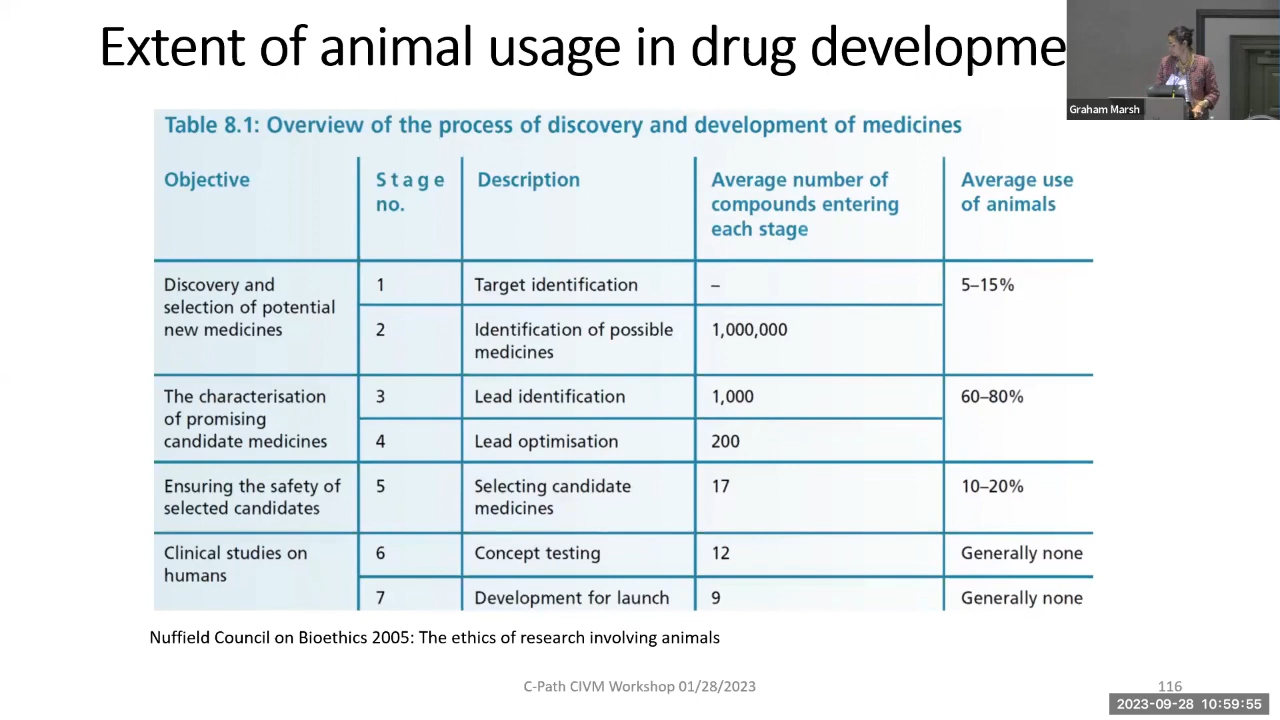 Extent of animal usage in drug developme
Graham Marsh
Table 8.1: Overview of the process of discovery and development of medicines
Objective
Stage
no.
Description
Average number of
compounds entering
each stage
Average use
of animals
Discovery and
selection of potential
new medicines
1
Target identification
–
5–15%
2
Identification of possible
medicines
1,000,000
The characterisation
of promising
candidate medicines
3
Lead identification
1,000
60–80%
4
Lead optimisation
200
Ensuring the safety of
selected candidates
5
Selecting candidate
medicines
17
10–20%
Clinical studies on
humans
6
Concept testing
12
Generally none
7
Development for launch
9
Generally none
Nuffield Council on Bioethics 2005: The ethics of research involving animals
C-Path CIVM Workshop 01/28/2023
116
2023-09-28 10:59:55